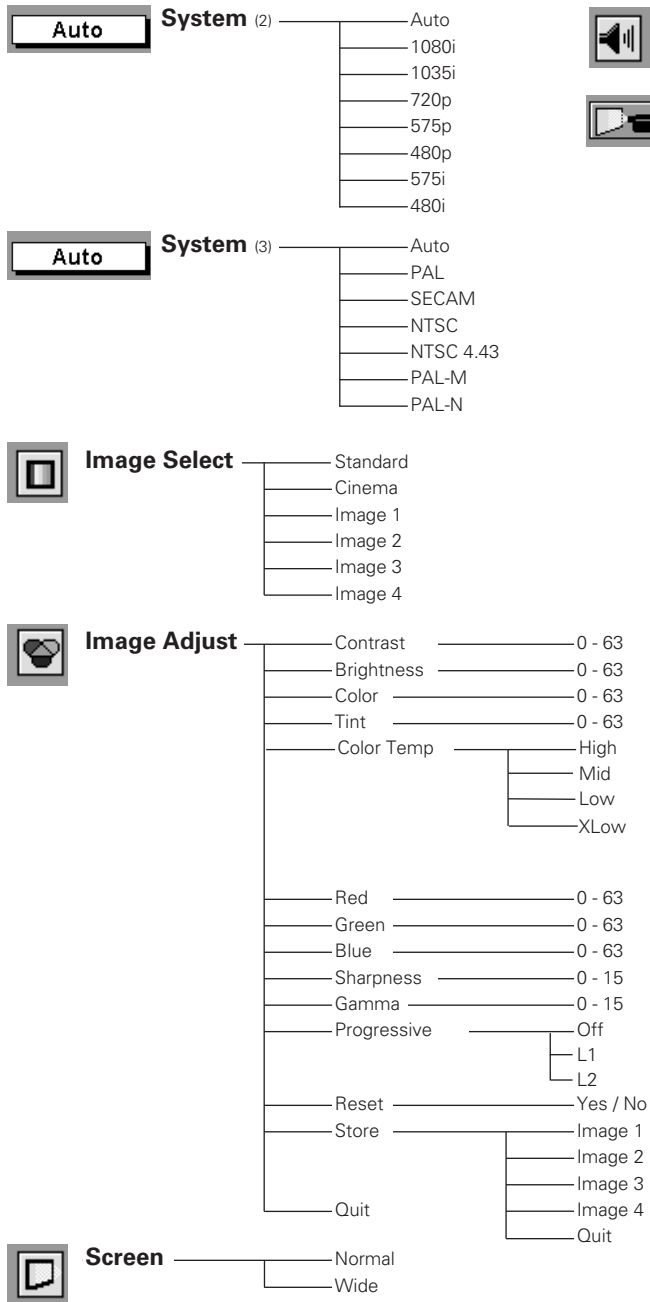 Auto System (2) Auto
1080i
1035i
720p
575p
480p
575i
480i
Auto System (3) Auto
PAL
SECAM
NTSC
NTSC 4.43
PAL-M
PAL-N
Image Select Standard
Cinema
Image 1
Image 2
Image 3
Image 4
Image Adjust Contrast 0 - 63
Brightness 0 - 63
Color 0 - 63
Tint 0 - 63
Color Temp High
Mid
Low
XLow
Red 0 - 63
Green 0 - 63
Blue 0 - 63
Sharpness 0 - 15
Gamma 0 - 15
Progressive Off
L1
L2
Reset Yes / No
Store Image 1
Image 2
Image 3
Quit Image 4
Quit
Screen Normal
Wide